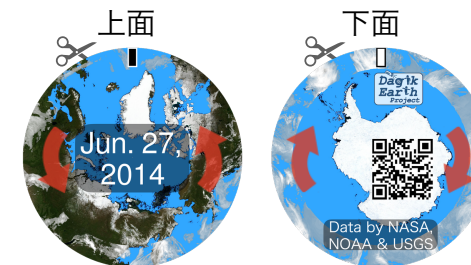 上面
下面
Jun. 27,
2014
Dagik
Earth
Project
Data by NASA,
NOAA & USGS